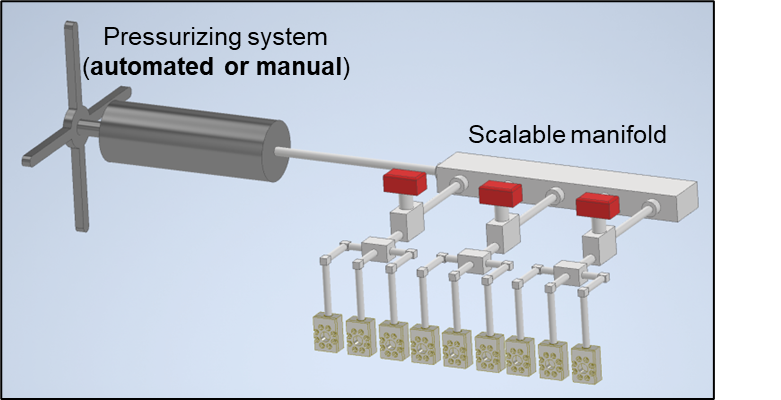 Pressurizing system
(automated or manual)
Scalable manifold